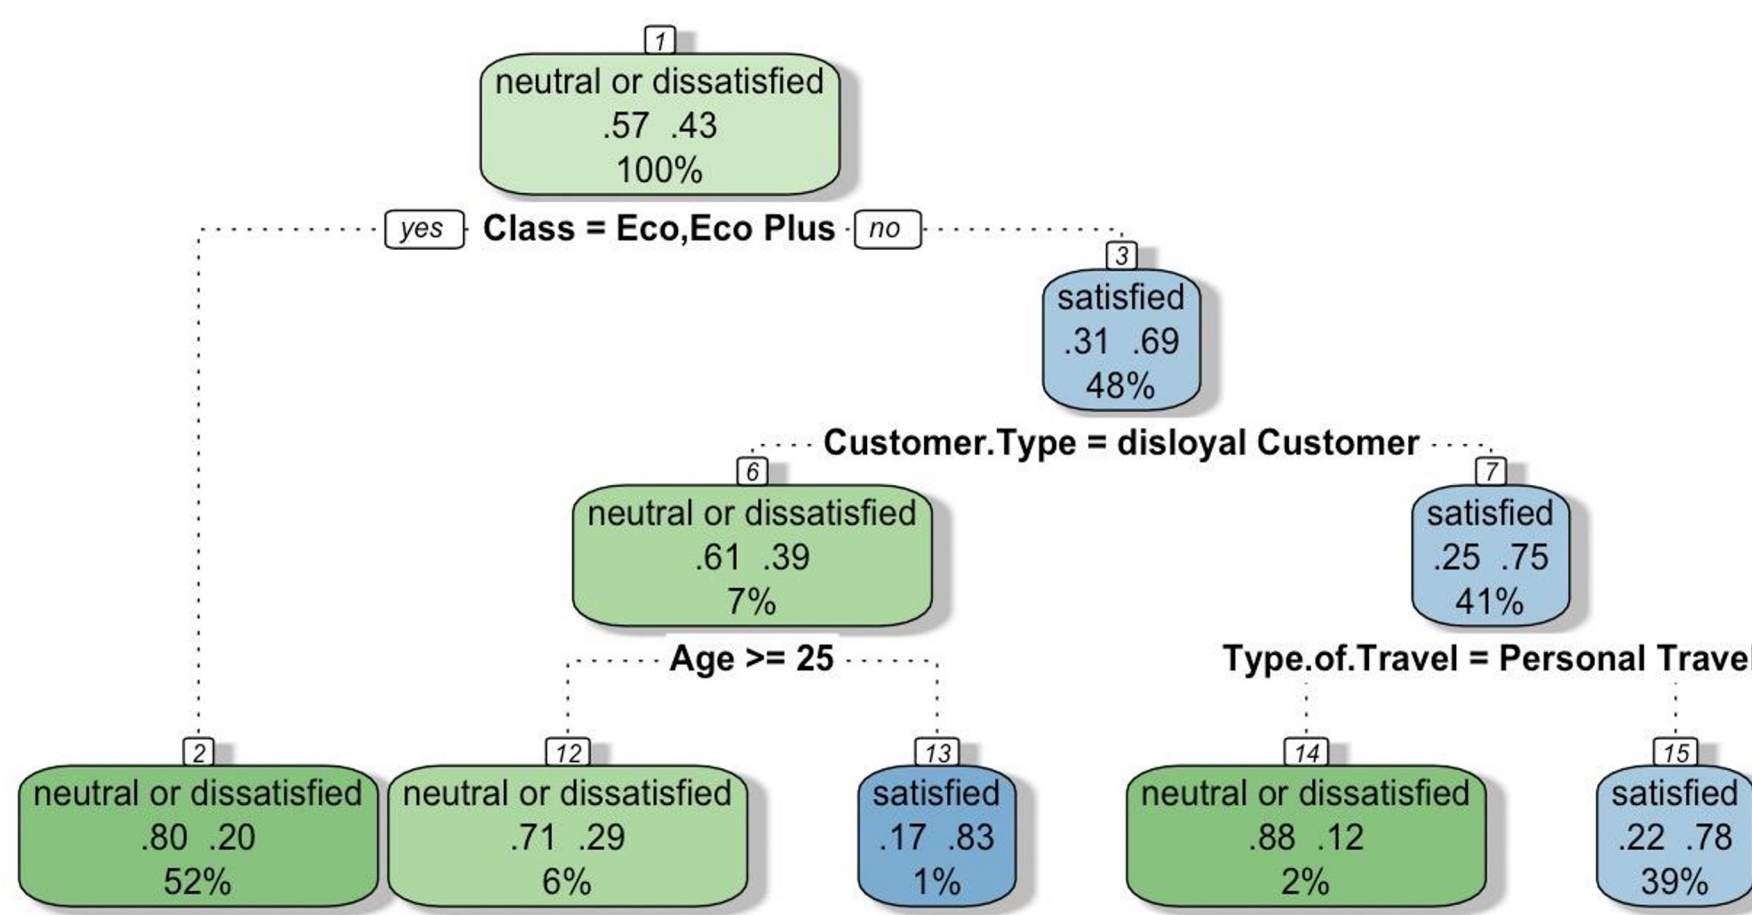 1
neutral or dissatisfied
.57 .43
100%
yes Class = Eco,Eco Plus no
3
satisfied
.31 .69
48%
Customer.Type = disloyal Customer
6
neutral or dissatisfied
.61 .39
7%
7
satisfied
.25 .75
41%
Age >= 25
Type.of.Travel = Personal Travel
2
neutral or dissatisfied
.80 .20
52%
12
neutral or dissatisfied
.71 .29
6%
13
satisfied
.17 .83
1%
14
neutral or dissatisfied
.88 .12
2%
15
satisfied
.22 .78
39%